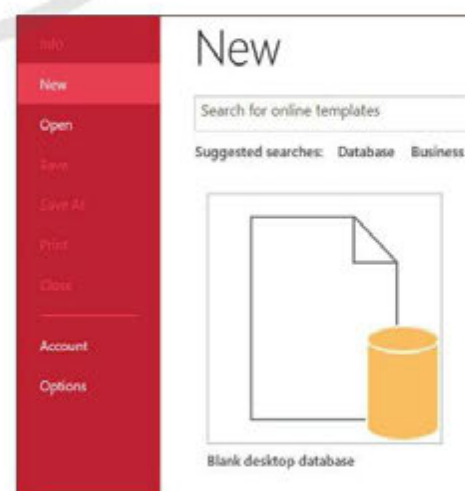 Info
New
Open
Save
Save As
Print
Close
Account
Options
New
Search for online templates
Suggested searches: Database Business
Blank desktop database